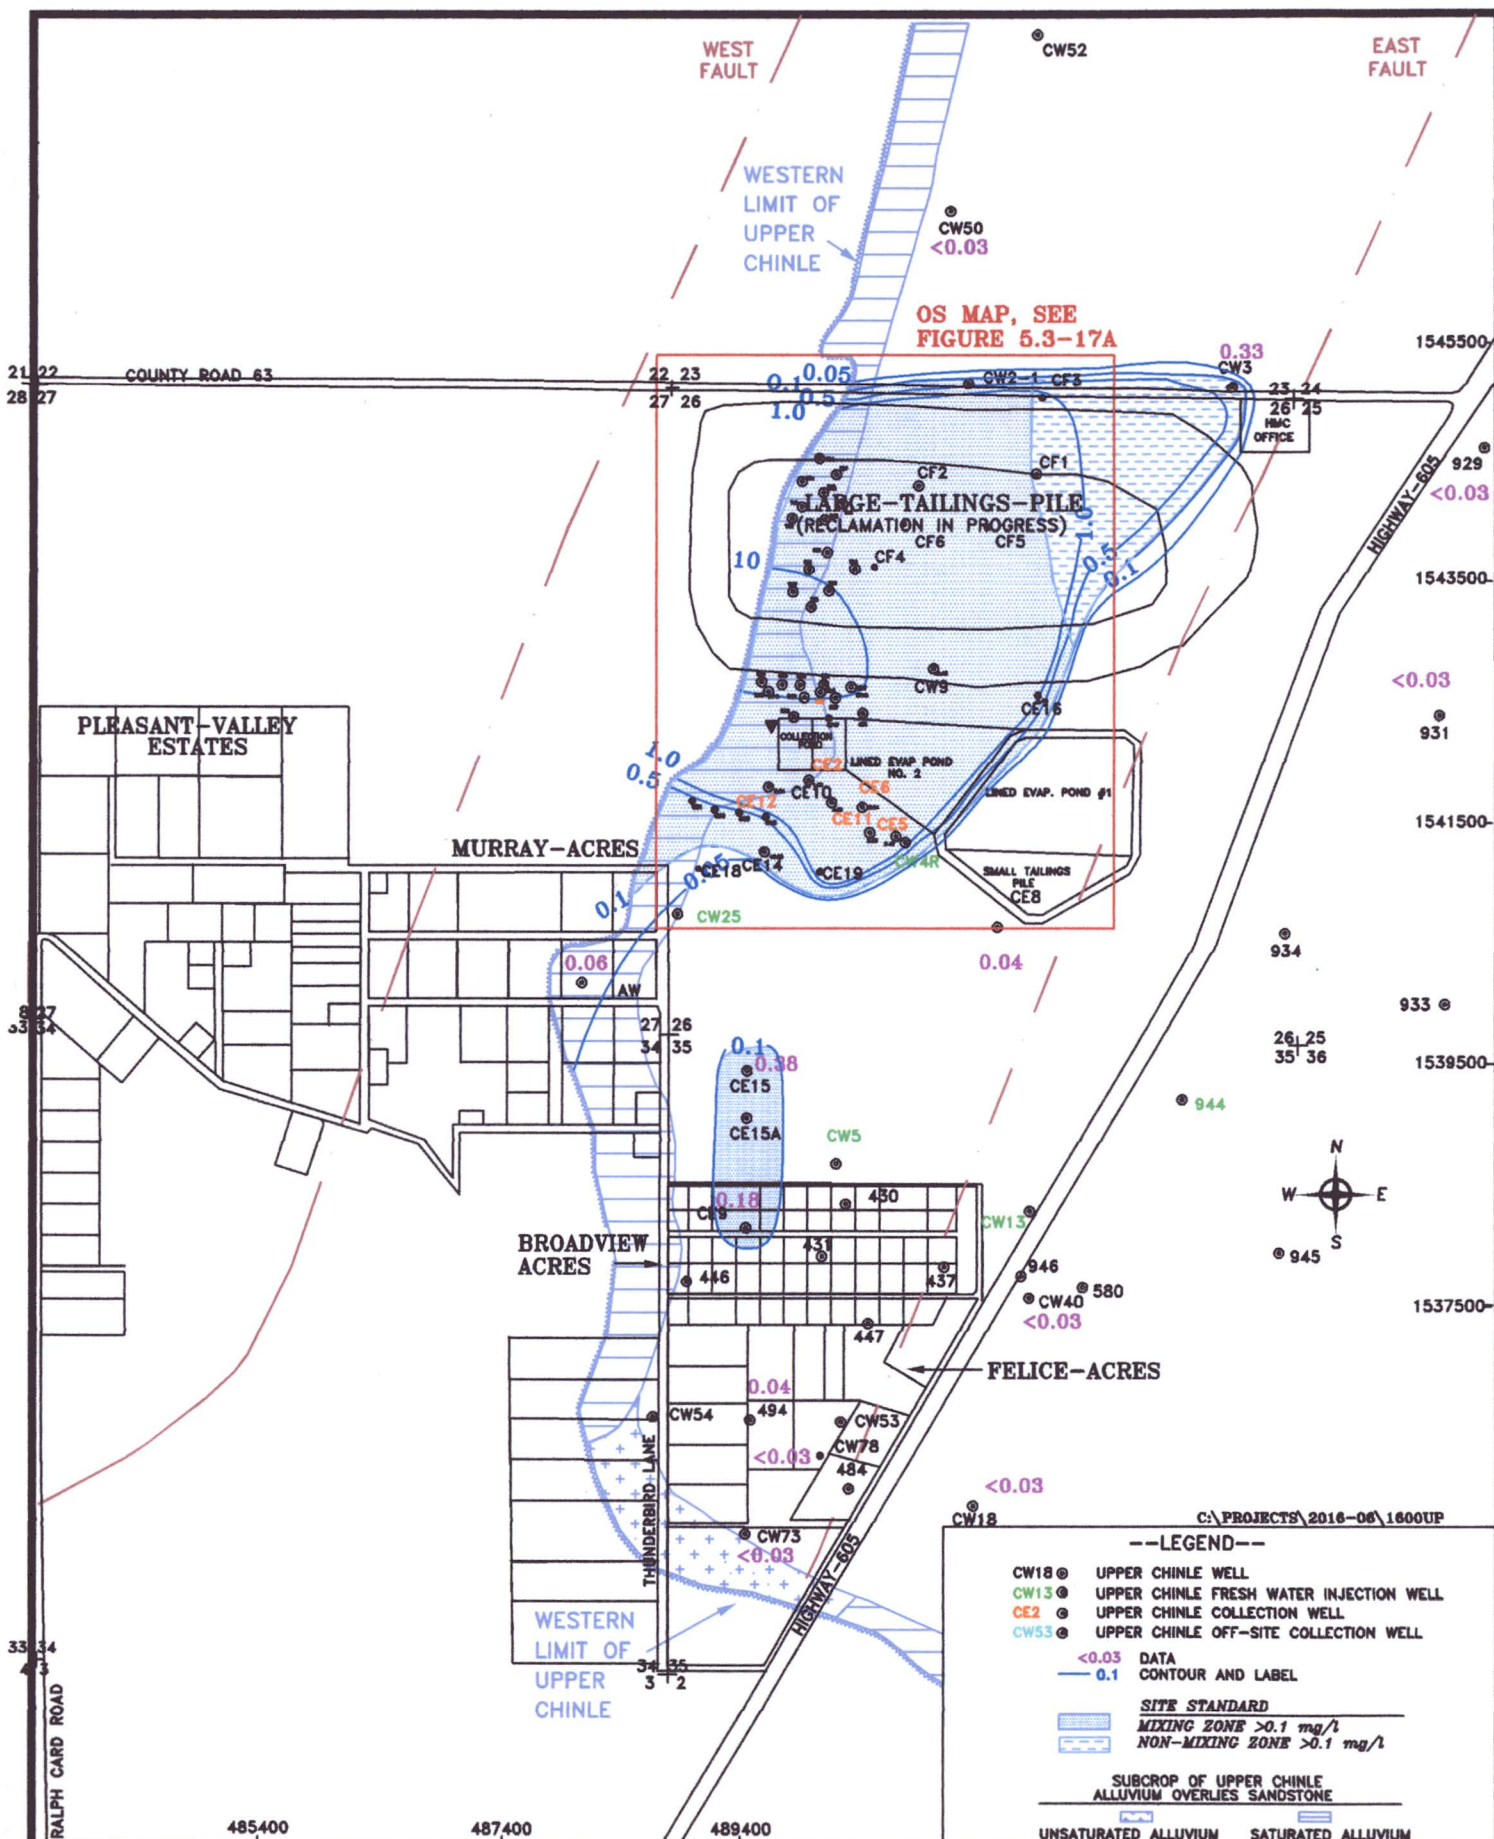 WEST
FAULT
EAST
FAULT
CW52
WESTERN
LIMIT OF
UPPER
CHINLE
CW50
<0.03
OS MAP, SEE
FIGURE 5.3-17A
1545500
21 22
28 27
COUNTY ROAD 63
22 23
27 26
0.05
0.1
0.5
1.0
CW2-1
CF3
0.33
CW3
23 24
26 25
HMC
OFFICE
929
<0.03
CF2
CF1
LARGE-TAILINGS-PILE
(RECLAMATION IN PROGRESS)
CF6
CF5
CF4
10
1.0
0.5
0.1
HIGHWAY-605
1543500
CW9
CE16
<0.03
931
PLEASANT-VALLEY
ESTATES
COLLECTION
POND
LINED EVAP POND
NO. 2
1.0
0.5
CE2
CE10
CE6
CE12
CE11
CE5
CW4R
LINED EVAP. POND #1
1541500
MURRAY-ACRES
CE18
CE14
CE19
SMALL TAILINGS
PILE
CE8
0.05
0.1
CW25
0.06
0.04
934
AW
933
27 26
34 35
26 25
35 36
0.1
0.38
CE15
1539500
CE15A
944
CW5
N
W
E
S
430
0.18
CE9
CW13
BROADVIEW
ACRES
431
446
437
946
945
580
CW40
<0.03
1537500
447
FELICE-ACRES
0.04
CW54
494
CW53
CW78
<0.03
484
THUNDERBIRD LANE
<0.03
CW18
CW73
<0.03
HIGHWAY-605
C:\PROJECTS\2016-06\1600UP
--LEGEND--
CW18 UPPER CHINLE WELL
CW13 UPPER CHINLE FRESH WATER INJECTION WELL
CE2 UPPER CHINLE COLLECTION WELL
CW53 UPPER CHINLE OFF-SITE COLLECTION WELL
<0.03 DATA
0.1 CONTOUR AND LABEL
SITE STANDARD
MIXING ZONE >0.1 mg/l
NON-MIXING ZONE >0.1 mg/l
SUBCROP OF UPPER CHINLE
ALLUVIUM OVERLIES SANDSTONE
UNSATURATED ALLUVIUM
SATURATED ALLUVIUM
WESTERN
LIMIT OF
UPPER
CHINLE
33 34
4 3
34 35
3 2
RALPH CARD ROAD
485400
487400
489400